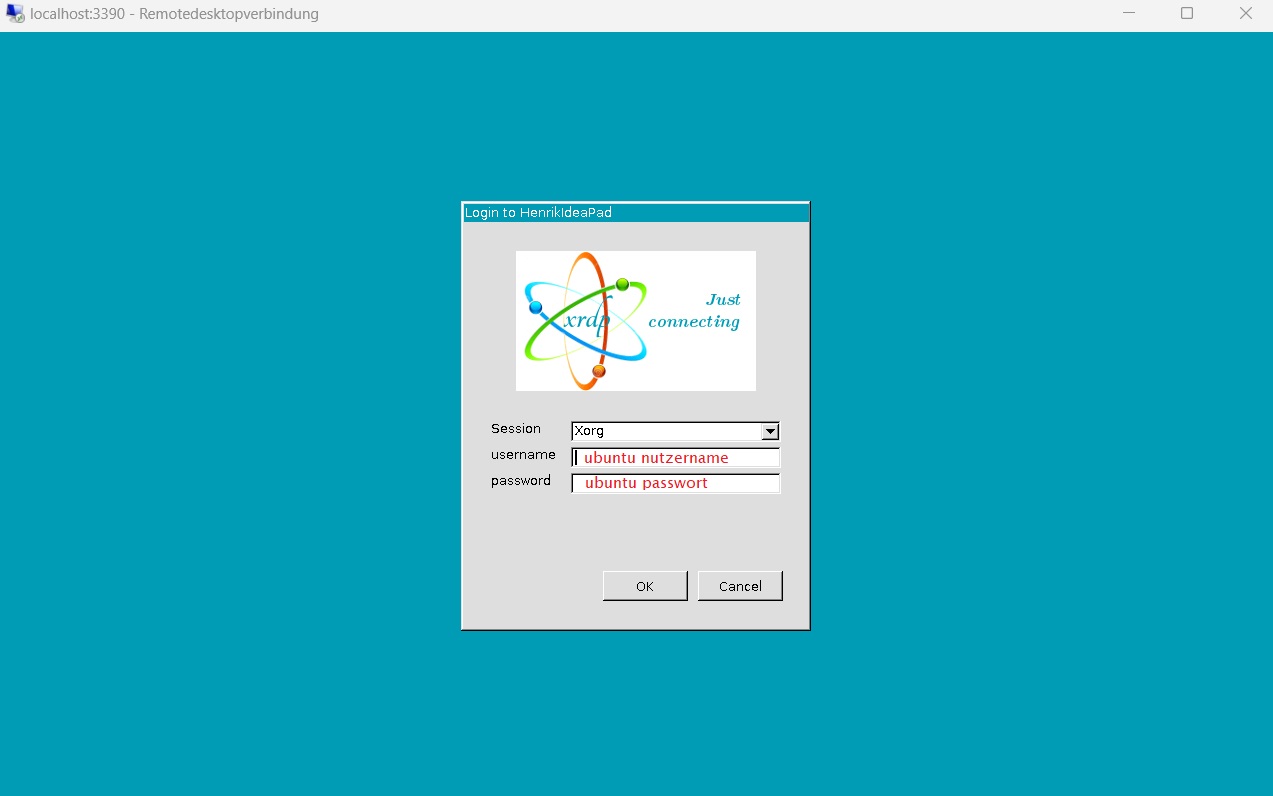 localhost:3390 - Remotedesktopverbindung
Login to HenrikIdeaPad
xrdp
Just
connecting
Session
Xorg
username
ubuntu nutzername
password
ubuntu passwort
OK
Cancel